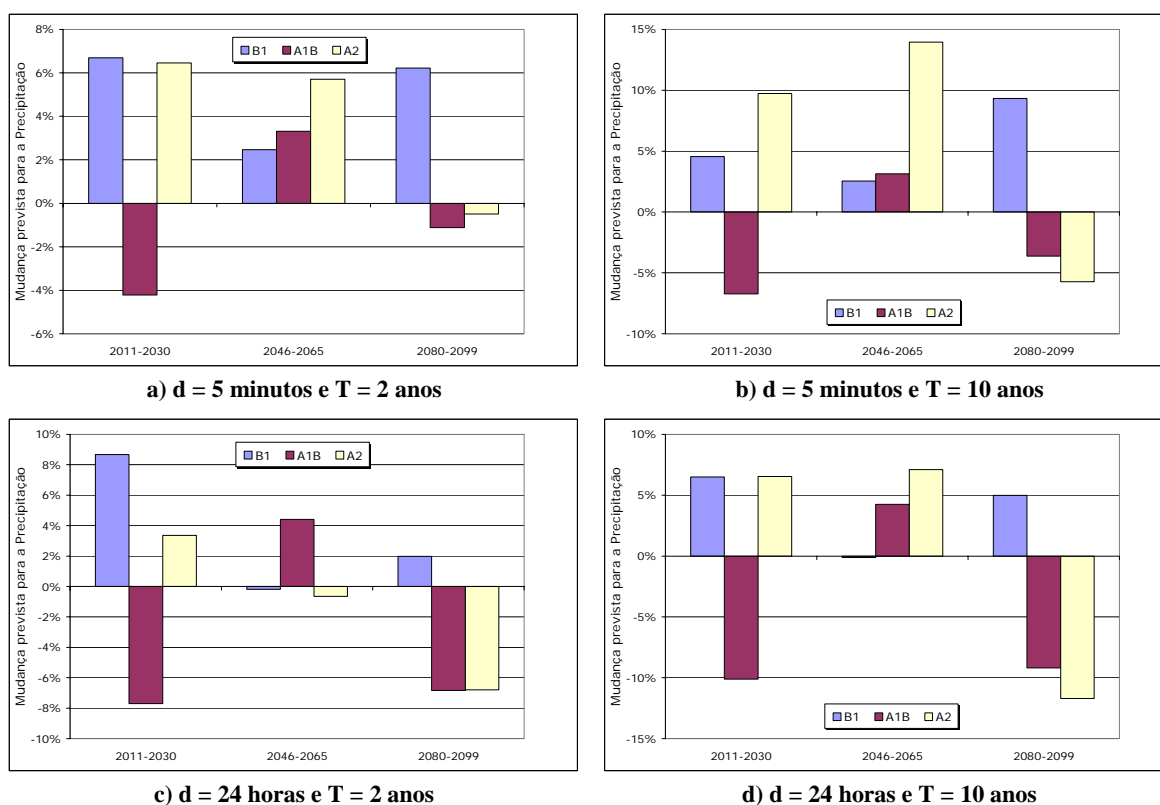 Mudança prevista para a Precipitação
8%
6%
4%
2%
0%
-2%
-4%
-6%
B1 A1B A2
2011-2030 2046-2065 2080-2099
a) d = 5 minutos e T = 2 anos
Mudança prevista para a Precipitação
15%
10%
5%
0%
-5%
-10%
B1 A1B A2
2011-2030 2046-2065 2080-2099
b) d = 5 minutos e T = 10 anos
Mudança prevista para a Precipitação
10%
8%
6%
4%
2%
0%
-2%
-4%
-6%
-8%
-10%
B1 A1B A2
2011-2030 2046-2065 2080-2099
c) d = 24 horas e T = 2 anos
Mudança prevista para a Precipitação
10%
5%
0%
-5%
-10%
-15%
B1 A1B A2
2011-2030 2046-2065 2080-2099
d) d = 24 horas e T = 10 anos